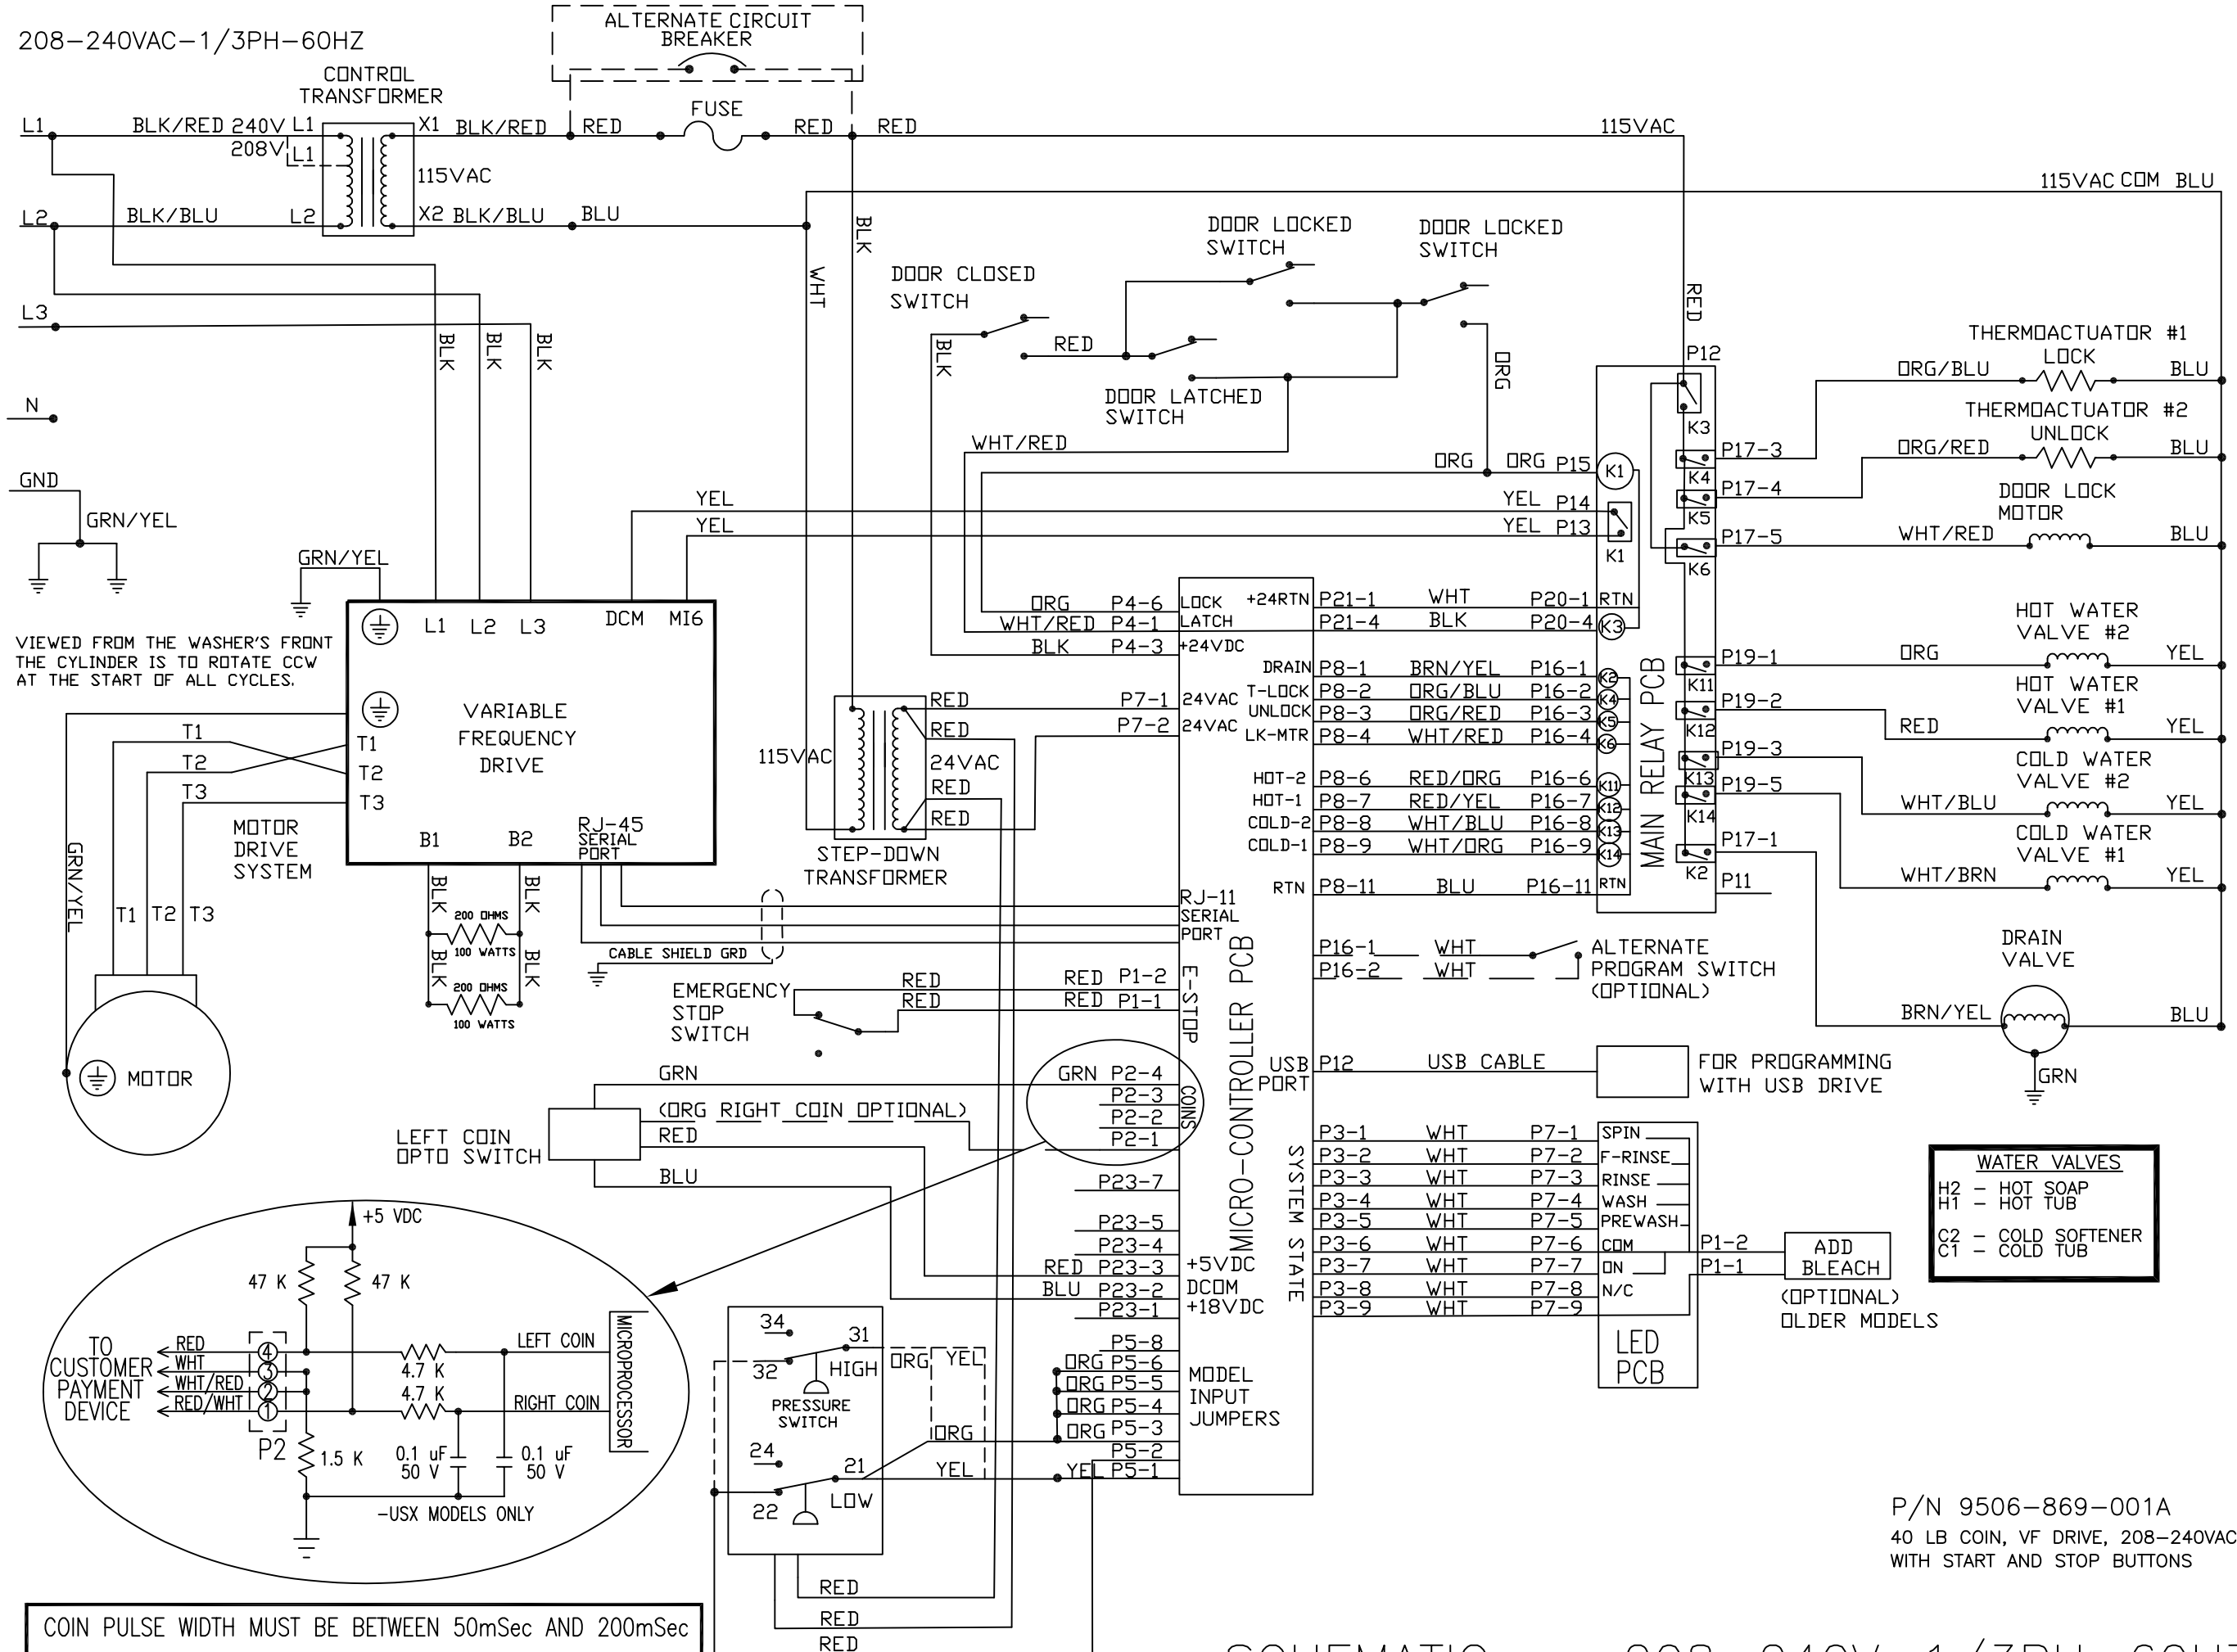 208-240VAC-1/3PH-60HZ
ALTERNATE CIRCUIT
BREAKER
CONTROL
TRANSFORMER
FUSE
L1
BLK/RED 240V L1
208V L1
X1 BLK/RED
RED
RED
RED
115VAC
115VAC
L2
BLK/BLU
L2
X2 BLK/BLU
BLU
115VAC COM BLU
L3
N
GND
GRN/YEL
GRN/YEL
BLK
BLK
BLK
BLK
WHT
BLK
RED
ORG
DOOR CLOSED
SWITCH
DOOR LOCKED
SWITCH
DOOR LOCKED
SWITCH
RED
DOOR LATCHED
SWITCH
WHT/RED
ORG
ORG P15
YEL
YEL P14
YEL
YEL P13
K1
K1
P12
K3
K4
K5
K6
P17-3
P17-4
P17-5
THERMOACTUATOR #1
LOCK
ORG/BLU
BLU
THERMOACTUATOR #2
UNLOCK
ORG/RED
BLU
DOOR LOCK
MOTOR
WHT/RED
BLU
HOT WATER
VALVE #2
ORG
YEL
HOT WATER
VALVE #1
RED
YEL
COLD WATER
VALVE #2
WHT/BLU
YEL
COLD WATER
VALVE #1
WHT/BRN
YEL
DRAIN
VALVE
BRN/YEL
BLU
GRN
P19-1
K11
P19-2
K12
P19-3
K13
P19-5
K14
P17-1
K2
P11
MAIN RELAY PCB
VIEWED FROM THE WASHER'S FRONT
THE CYLINDER IS TO ROTATE CCW
AT THE START OF ALL CYCLES.
L1 L2 L3
DCM MI6
VARIABLE
FREQUENCY
DRIVE
T1
T2
T3
T1
T2
T3
MOTOR
DRIVE
SYSTEM
B1
B2
RJ-45
SERIAL
PORT
GRN/YEL
T1 T2 T3
MOTOR
BLK
BLK
BLK
BLK
200 OHMS
100 WATTS
200 OHMS
100 WATTS
CABLE SHIELD GRD
115VAC
24VAC
RED
RED
RED
RED
STEP-DOWN
TRANSFORMER
ORG P4-6 LOCK
WHT/RED P4-1 LATCH
BLK P4-3 +24VDC
P7-1 24VAC
P7-2 24VAC
+24RTN P21-1 WHT P20-1 RTN
P21-4 BLK P20-4 K3
DRAIN P8-1 BRN/YEL P16-1 K2
T-LOCK P8-2 ORG/BLU P16-2 K4
UNLOCK P8-3 ORG/RED P16-3 K5
LK-MTR P8-4 WHT/RED P16-4 K6
HOT-2 P8-6 RED/ORG P16-6 K11
HOT-1 P8-7 RED/YEL P16-7 K12
COLD-2 P8-8 WHT/BLU P16-8 K13
COLD-1 P8-9 WHT/ORG P16-9 K14
RTN P8-11 BLU P16-11 RTN
RJ-11
SERIAL
PORT
MICRO-CONTROLLER PCB
P16-1 WHT
P16-2 WHT
ALTERNATE
PROGRAM SWITCH
(OPTIONAL)
EMERGENCY
STOP
SWITCH
RED
RED P1-2
RED
RED P1-1
E-STOP
USB
PORT
P12
USB CABLE
FOR PROGRAMMING
WITH USB DRIVE
GRN
GRN P2-4
P2-3
P2-2
P2-1
COINS
(ORG RIGHT COIN OPTIONAL)
LEFT COIN
OPTO SWITCH
RED
BLU
P23-7
P23-5
P23-4
RED P23-3 +5VDC
BLU P23-2 DCOM
P23-1 +18VDC
SYSTEM STATE
P3-1 WHT P7-1 SPIN
P3-2 WHT P7-2 F-RINSE
P3-3 WHT P7-3 RINSE
P3-4 WHT P7-4 WASH
P3-5 WHT P7-5 PREWASH
P3-6 WHT P7-6 COM
P3-7 WHT P7-7 ON
P3-8 WHT P7-8 N/C
P3-9 WHT P7-9
LED
PCB
P1-2
P1-1
ADD
BLEACH
(OPTIONAL)
OLDER MODELS
WATER VALVES
H2 - HOT SOAP
H1 - HOT TUB
C2 - COLD SOFTENER
C1 - COLD TUB
P5-8
ORG P5-6
ORG P5-5
ORG P5-4
ORG P5-3
P5-2
YEL P5-1
MODEL
INPUT
JUMPERS
34
31
32
HIGH
PRESSURE
SWITCH
24
21
22
LOW
ORG
YEL
ORG
YEL
RED
RED
RED
+5 VDC
47 K
47 K
TO
CUSTOMER
PAYMENT
DEVICE
RED
WHT
WHT/RED
RED/WHT
4
3
2
1
P2
4.7 K
4.7 K
LEFT COIN
RIGHT COIN
MICROPROCESSOR
1.5 K
0.1 uF
50 V
0.1 uF
50 V
-USX MODELS ONLY
COIN PULSE WIDTH MUST BE BETWEEN 50mSec AND 200mSec
P/N 9506-869-001A
40 LB COIN, VF DRIVE, 208-240VAC
WITH START AND STOP BUTTONS